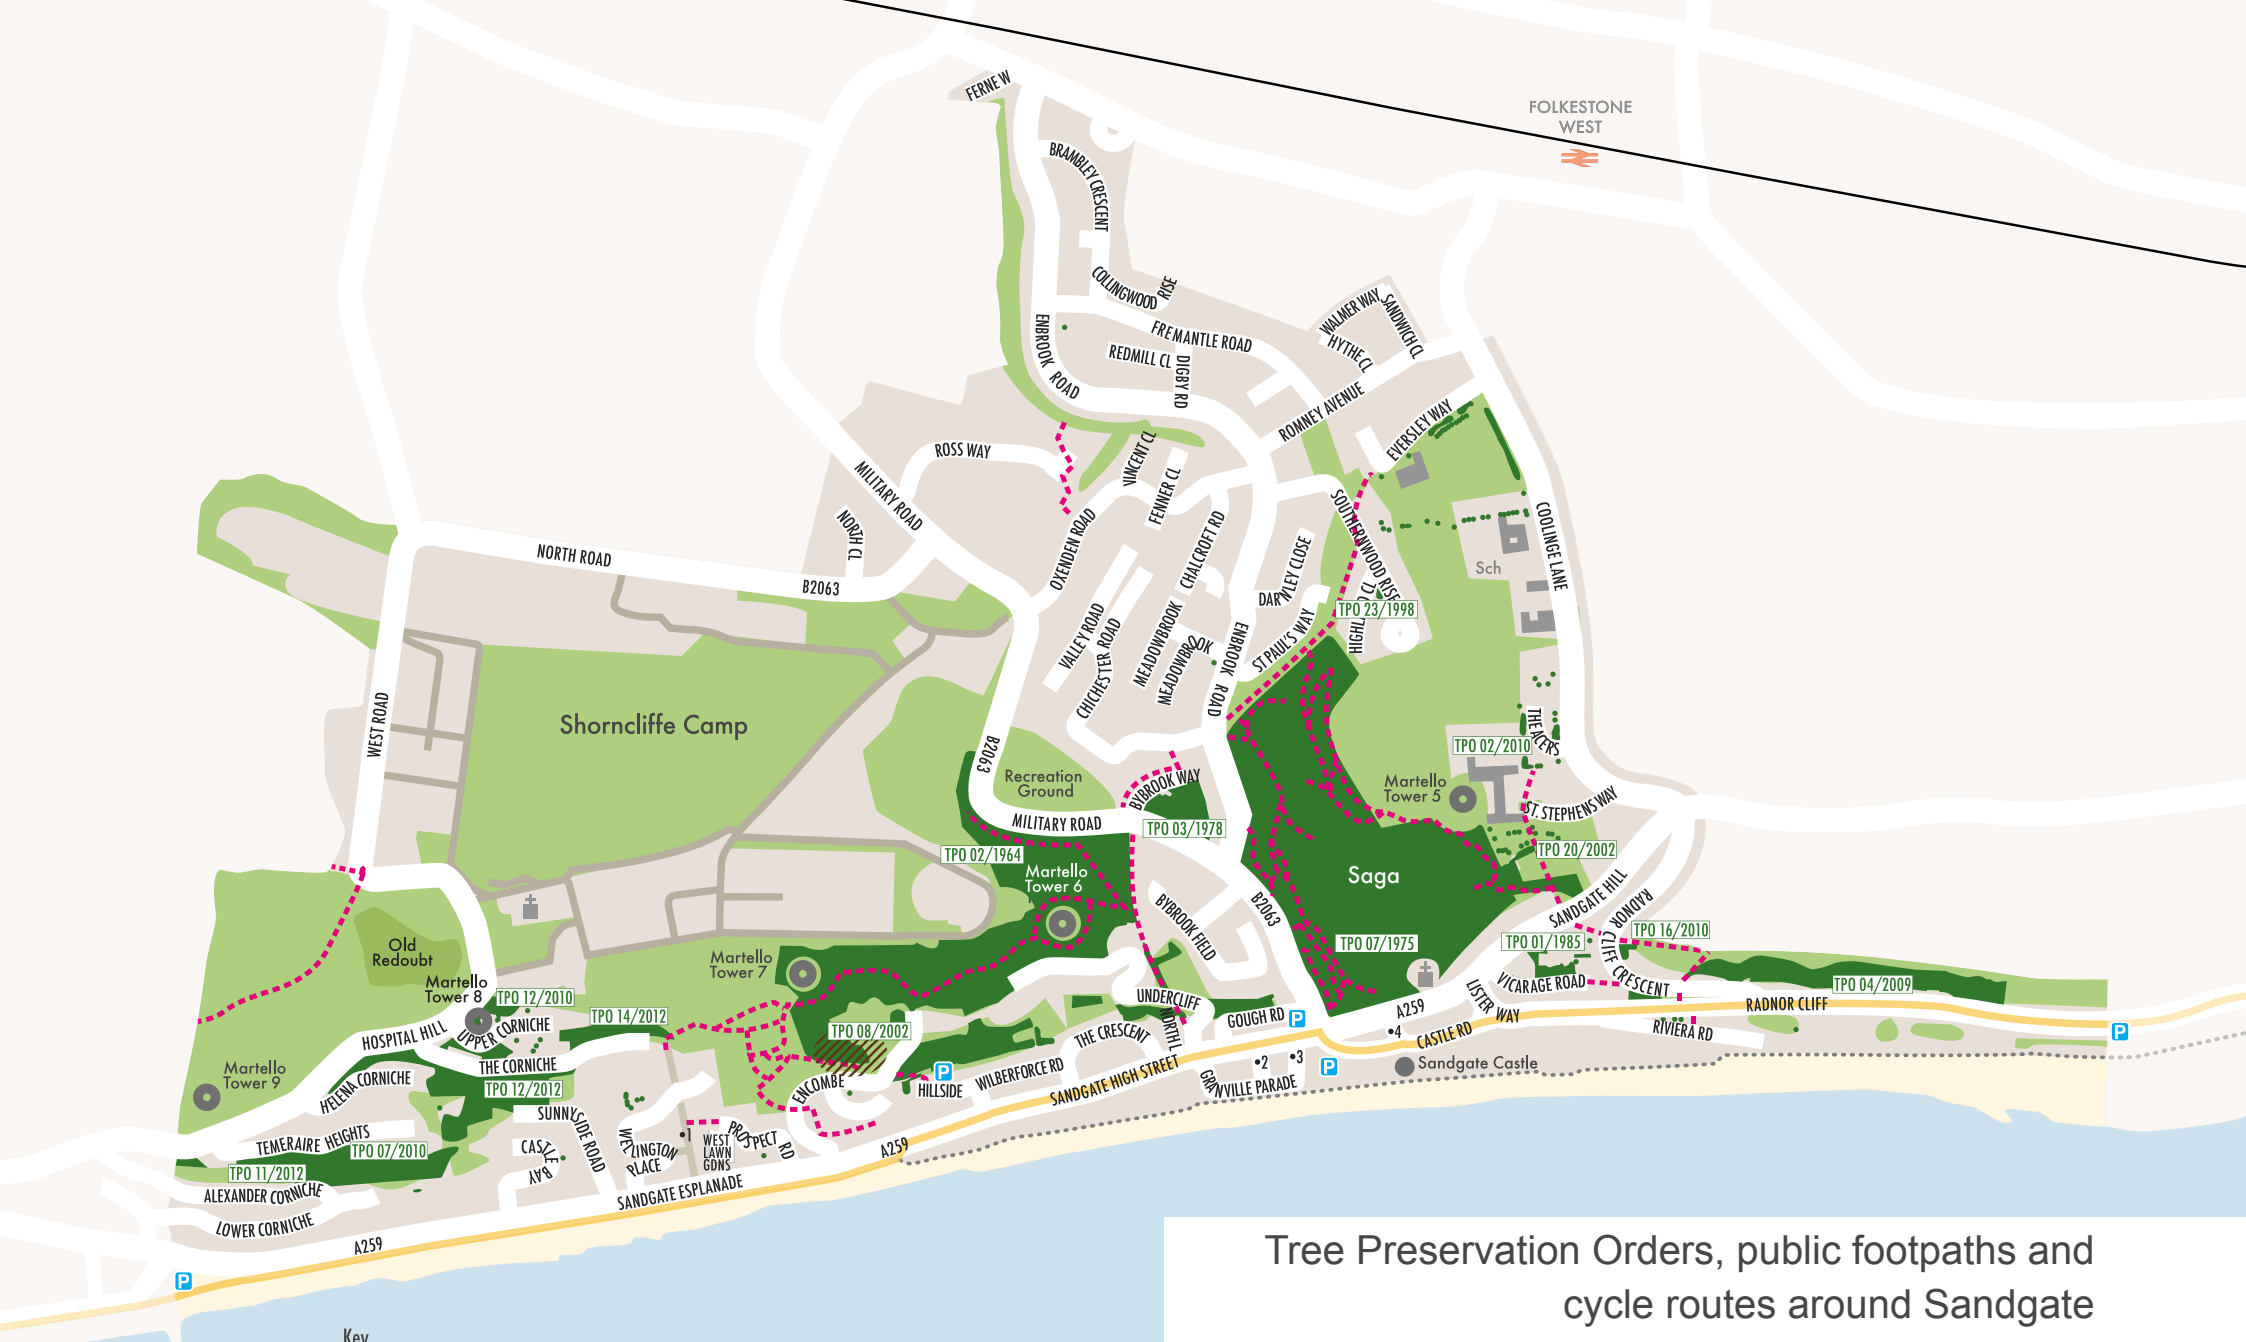 FERNE W
FOLKESTONE
WEST
BRAMBLEY CRESCENT
COLLINGWOOD RISE
ENBROOK ROAD
FREMANTLE ROAD
REDMILL CL
DIGBY RD
WALMER WAY
SANDWICH CL
HYTHE CL
ROMNEY AVENUE
EVERSLEY WAY
ROSS WAY
MILITARY ROAD
VINCENT CL
FENNER CL
NORTH CL
NORTH ROAD
B2063
OXENDEN ROAD
CHALCROFT RD
SOUTHERNWOOD RISE
COOLINGE LANE
Sch
DARNLEY CLOSE
HIGHLAND CL
TPO 23/1998
VALLEY ROAD
CHICHESTER ROAD
MEADOWBROOK
MEADOWBROOK
ENBROOK ROAD
ST PAUL'S WAY
WEST ROAD
Shorncliffe Camp
B2063
THE ACERS
TPO 02/2010
Recreation
Ground
BYBROOK WAY
Martello
Tower 5
ST. STEPHENS WAY
MILITARY ROAD
TPO 03/1978
TPO 02/1964
TPO 20/2002
Martello
Tower 6
Saga
SANDGATE HILL
RADNOR CLIFF CRESCENT
BYBROOK FIELD
B2063
Old
Redoubt
Martello
Tower 7
TPO 07/1975
TPO 01/1985
TPO 16/2010
Martello
Tower 8
TPO 12/2010
TPO 14/2012
UNDERCLIFF
VICARAGE ROAD
TPO 04/2009
RADNOR CLIFF
HOSPITAL HILL
UPPER CORNICHE
TPO 08/2002
THE CRESCENT
GOUGH RD
P
A259
LISTER WAY
RIVIERA RD
P
CASTLE RD
4
Martello
Tower 9
THE CORNICHE
HELENA CORNICHE
TPO 12/2012
ENCOMBE
P
HILLSIDE
WILBERFORCE RD
SANDGATE HIGH STREET
2
3
P
Sandgate Castle
GRANVILLE PARADE
SUNNYSIDE ROAD
TEMERAIRE HEIGHTS
TPO 07/2010
CASTLE BAY
WELLINGTON
PLACE
1
WEST
LAWN
GDNS
PROSPECT RD
A259
TPO 11/2012
ALEXANDER CORNICHE
LOWER CORNICHE
SANDGATE ESPLANADE
A259
P
Tree Preservation Orders, public footpaths and
cycle routes around Sandgate
Key